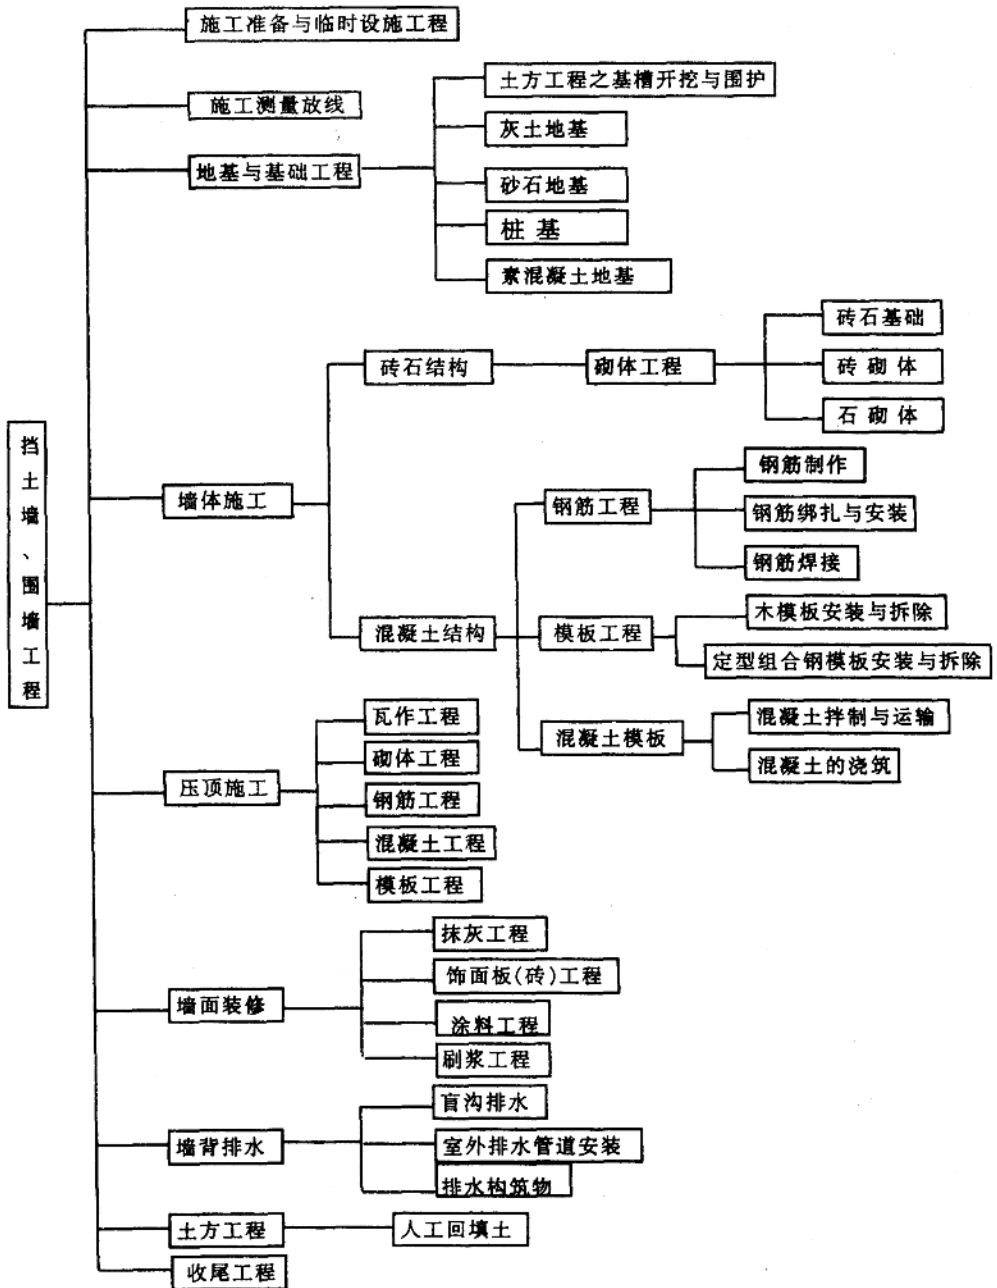 挡土墙、围墙工程
施工准备与临时设施工程
施工测量放线
地基与基础工程
土方工程之基槽开挖与围护
灰土地基
砂石地基
桩基
素混凝土地基
墙体施工
砖石结构
砌体工程
砖石基础
砖砌体
石砌体
混凝土结构
钢筋工程
钢筋制作
钢筋绑扎与安装
钢筋焊接
模板工程
木模板安装与拆除
定型组合钢模板安装与拆除
混凝土模板
混凝土拌制与运输
混凝土的浇筑
压顶施工
瓦作工程
砌体工程
钢筋工程
混凝土工程
模板工程
墙面装修
抹灰工程
饰面板(砖)工程
涂料工程
刷浆工程
墙背排水
盲沟排水
室外排水管道安装
排水构筑物
土方工程
人工回填土
收尾工程